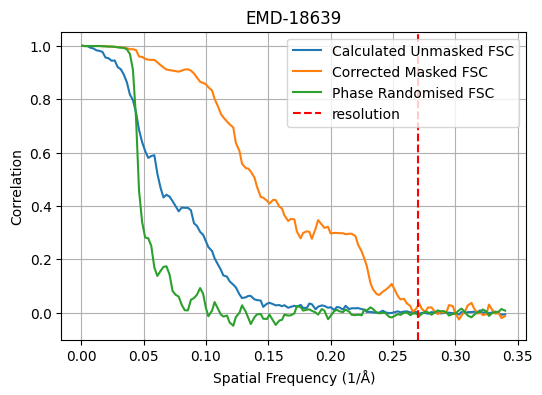 EMD-18639
Calculated Unmasked FSC
Corrected Masked FSC
Phase Randomised FSC
resolution
Correlation
1.0
0.8
0.6
0.4
0.2
0.0
0.00 0.05 0.10 0.15 0.20 0.25 0.30 0.35
Spatial Frequency (1/Å)